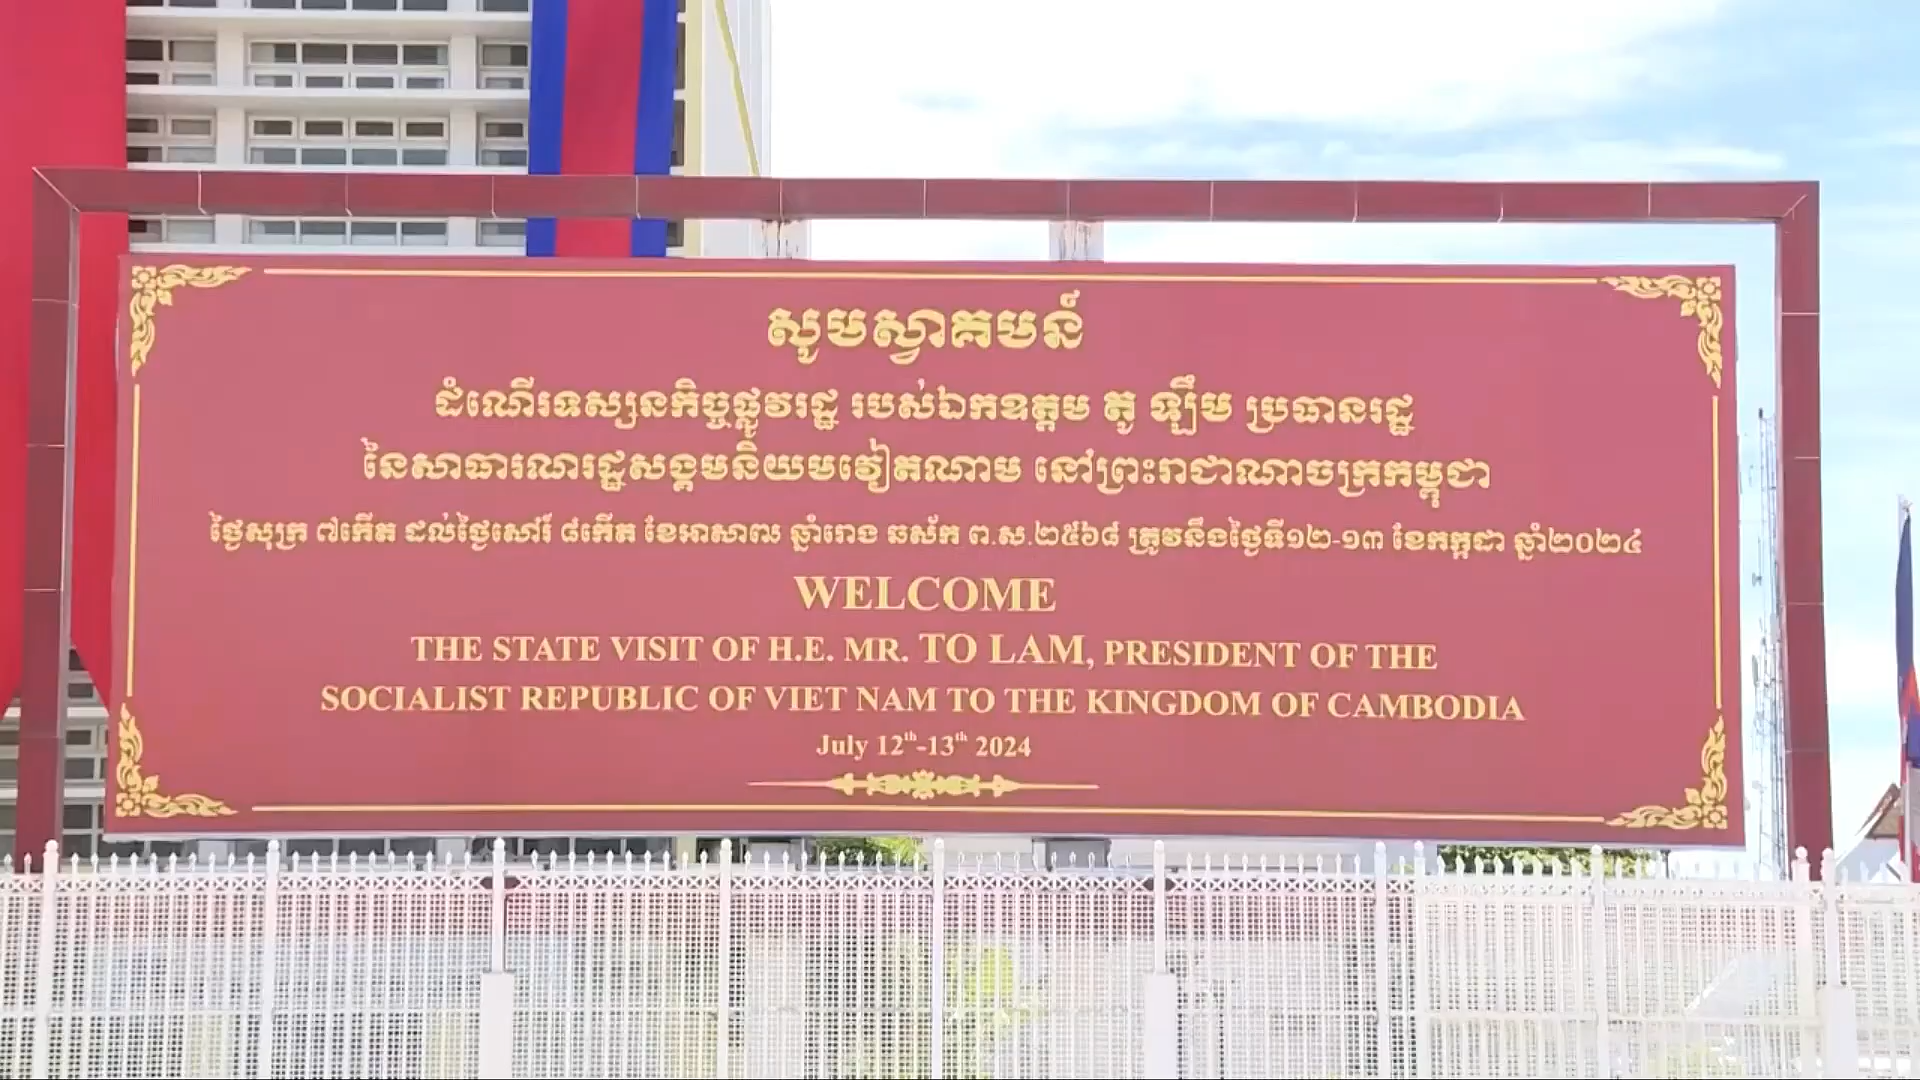 សូមស្វាគមន៍
ដំណើរទស្សនកិច្ចផ្លូវរដ្ឋ របស់ឯកឧត្តម តូ ឡឹម ប្រធានរដ្ឋ
នៃសាធារណរដ្ឋសង្គមនិយមវៀតណាម នៅព្រះរាជាណាចក្រកម្ពុជា
ថ្ងៃសុក្រ ៧កើត ដល់ថ្ងៃសៅរ៍ ៨កើត ខែអាសាឍ ឆ្នាំរោង ឆស័ក ព.ស.២៥៦៨ ត្រូវនឹងថ្ងៃទី១២-១៣ ខែកក្កដា ឆ្នាំ២០២៤
WELCOME
THE STATE VISIT OF H.E. MR. TO LAM, PRESIDENT OF THE
SOCIALIST REPUBLIC OF VIET NAM TO THE KINGDOM OF CAMBODIA
July 12th-13th 2024